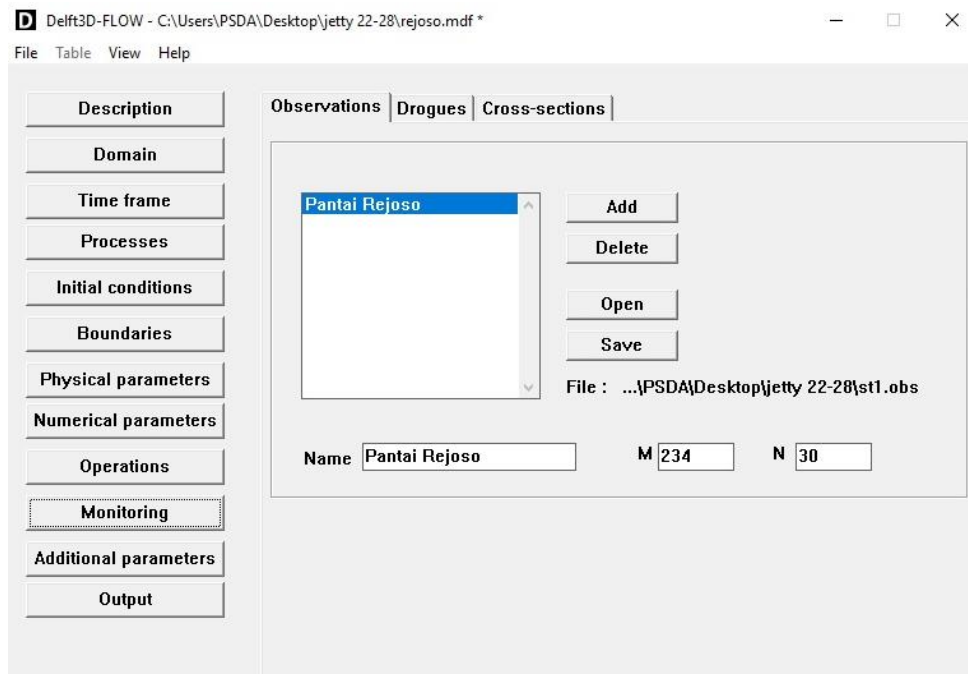 D Delft3D-FLOW - C:\Users\PSDA\Desktop\jetty 22-28\rejoso.mdf *
File Table View Help
Description
Domain
Time frame
Processes
Initial conditions
Boundaries
Physical parameters
Numerical parameters
Operations
Monitoring
Additional parameters
Output
Observations Drogues Cross-sections
Pantai Rejoso
Add
Delete
Open
Save
File : ...\PSDA\Desktop\jetty 22-28\st1.obs
Name Pantai Rejoso M 234 N 30